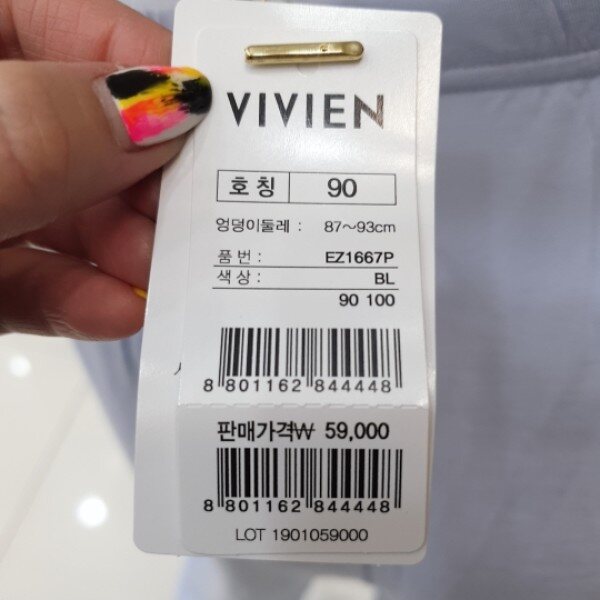 VIVIEN
호칭 90
엉덩이둘레 : 87~93cm
품번 : EZ1667P
색상 : BL
90 100
8 801162 844448
판매가격₩ 59,000
8 801162 844448
LOT 1901059000